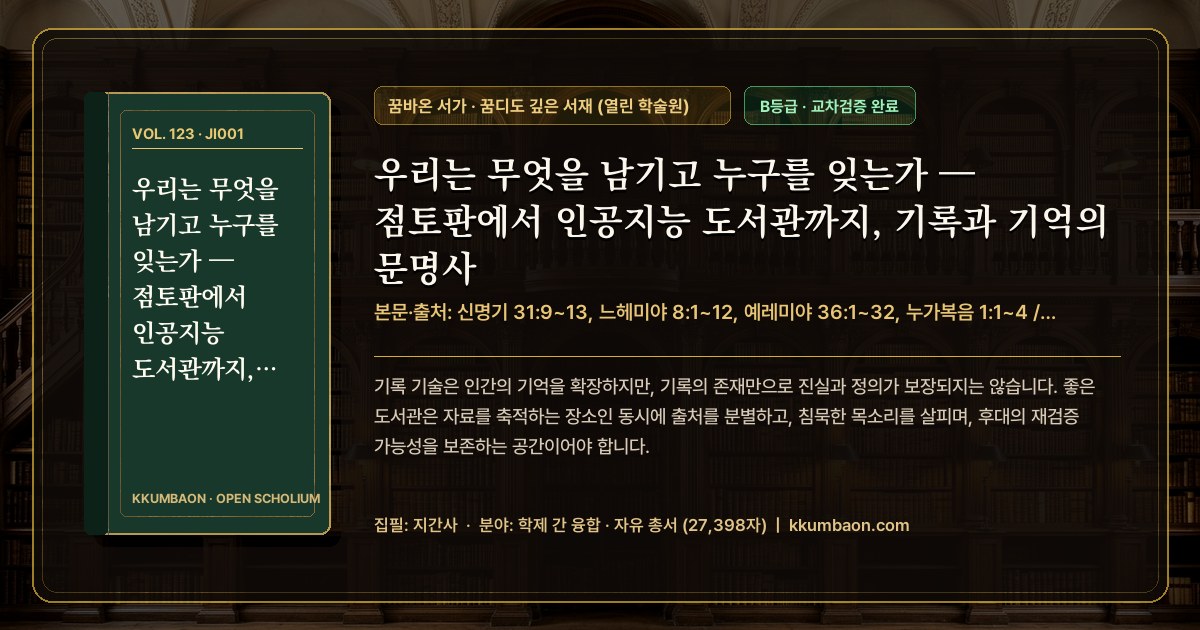 VOL. 123 · JI001
우리는 무엇을
남기고 누구를
잊는가 —
점토판에서
인공지능
도서관까지,…
KKUMBAON · OPEN SCHOLIUM
꿈바온 서가 · 꿈디도 깊은 서재 (열린 학술원)
B등급 · 교차검증 완료
우리는 무엇을 남기고 누구를 잊는가 —
점토판에서 인공지능 도서관까지, 기록과 기억의
문명사
본문·출처: 신명기 31:9~13, 느헤미야 8:1~12, 예레미야 36:1~32, 누가복음 1:1~4 /...
기록 기술은 인간의 기억을 확장하지만, 기록의 존재만으로 진실과 정의가 보장되지는 않습니다. 좋은
도서관은 자료를 축적하는 장소인 동시에 출처를 분별하고, 침묵한 목소리를 살피며, 후대의 재검증
가능성을 보존하는 공간이어야 합니다.
집필: 지간사 · 분야: 학제 간 융합 · 자유 총서 (27,398자) | kkumbaon.com